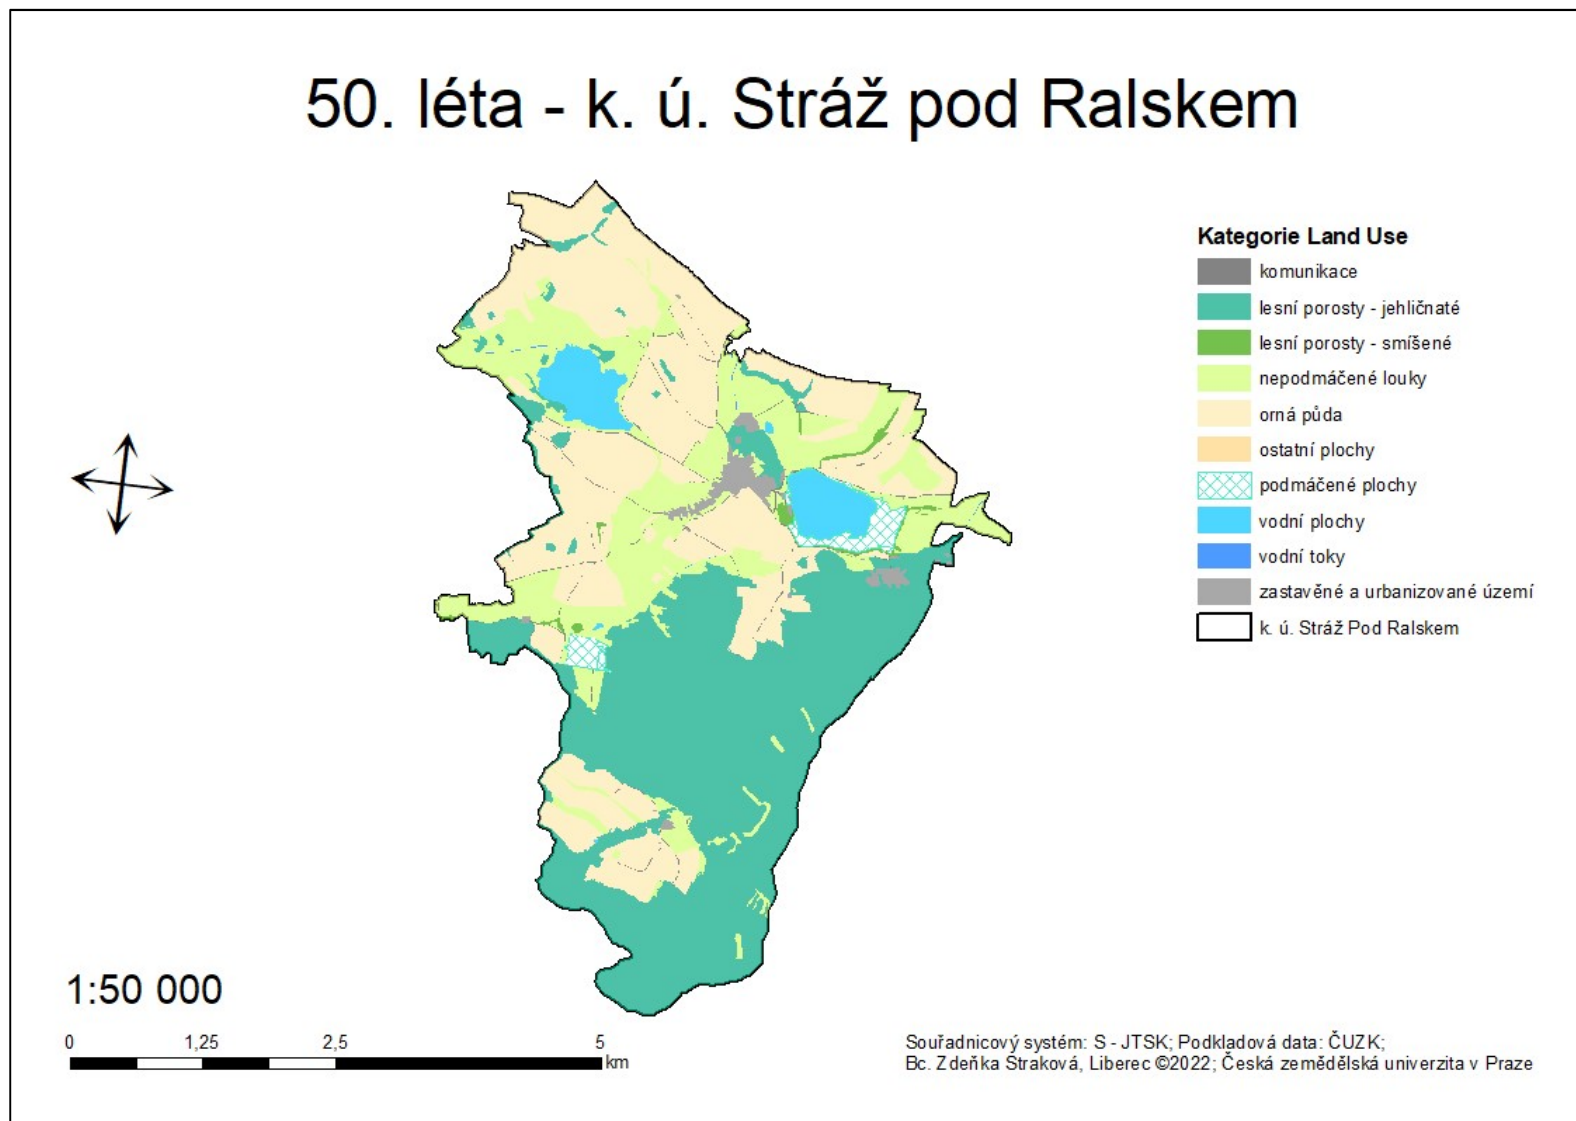 50. léta - k. ú. Stráž pod Ralskem
Kategorie Land Use
komunikace
lesní porosty - jehličnaté
lesní porosty - smíšené
nepodmáčené louky
orná půda
ostatní plochy
podmáčené plochy
vodní plochy
vodní toky
zastavěné a urbanizované území
k. ú. Stráž Pod Ralskem
1:50 000
0 1,25 2,5 5
km
Souřadnicový systém: S - JTSK; Podkladová data: ČUZK;
Bc. Zdeňka Straková, Liberec ©2022; Česká zemědělská univerzita v Praze